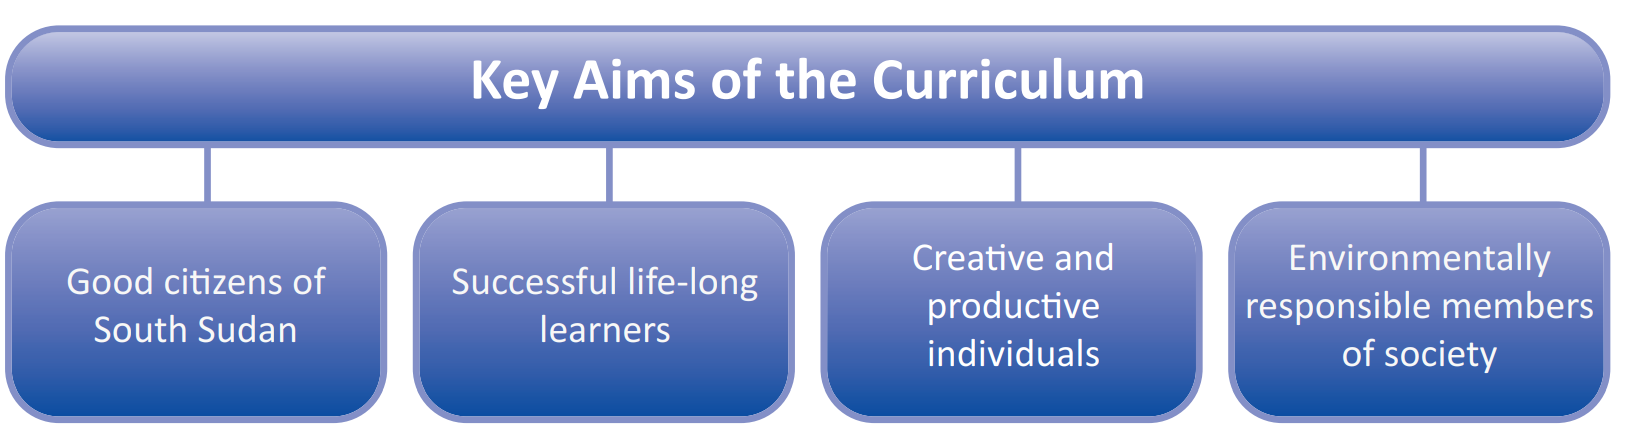 Key Aims of the Curriculum
Good citizens of
South Sudan
Successful life-long
learners
Creative and
productive
individuals
Environmentally
responsible members
of society